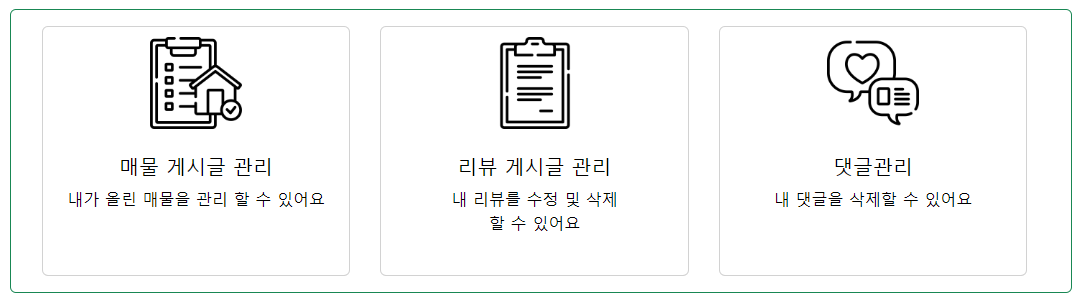 매물 게시글 관리
내가 올린 매물을 관리 할 수 있어요
리뷰 게시글 관리
내 리뷰를 수정 및 삭제
할 수 있어요
댓글관리
내 댓글을 삭제할 수 있어요